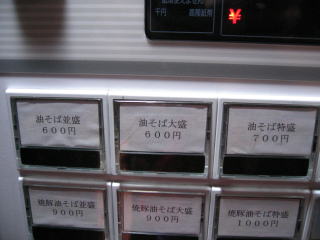 千円
¥
油そば並盛
600円
油そば大盛
600円
油そば特盛
700円
焼豚油そば並盛
900円
焼豚油そば大盛
900円
焼豚油そば特盛
1000円